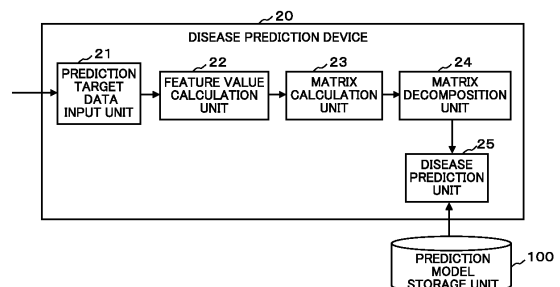 20
DISEASE PREDICTION DEVICE
21
PREDICTION
TARGET
DATA
INPUT UNIT
22
FEATURE VALUE
CALCULATION
UNIT
23
MATRIX
CALCULATION
UNIT
24
MATRIX
DECOMPOSITION
UNIT
25
DISEASE
PREDICTION
UNIT
100
PREDICTION
MODEL
STORAGE UNIT